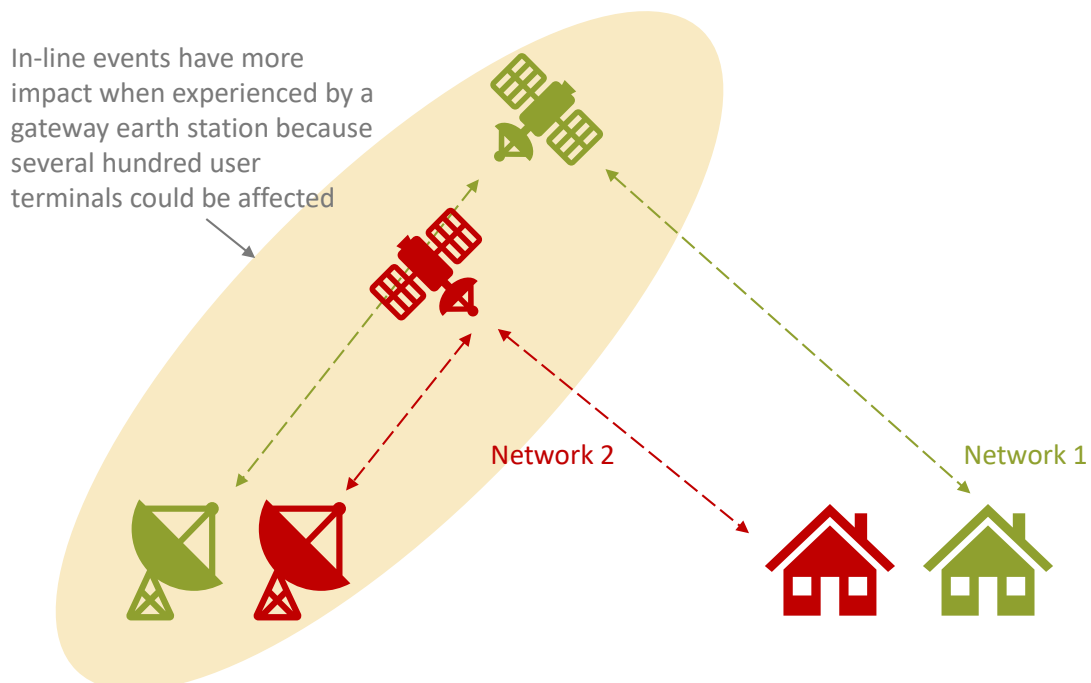 In-line events have more
impact when experienced by a
gateway earth station because
several hundred user
terminals could be affected
Network 2
Network 1